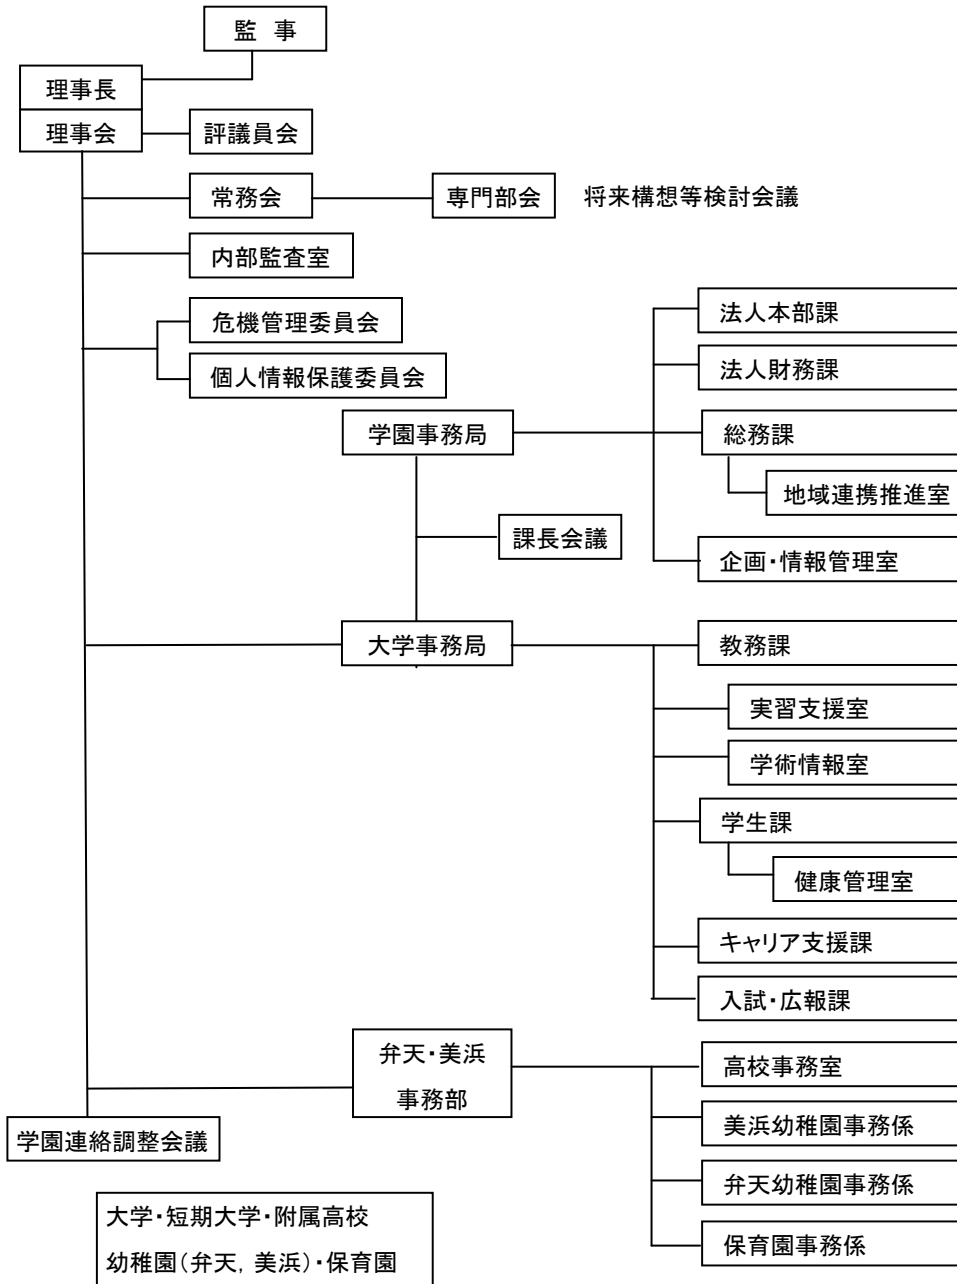 監 事
理事長
理事会
評議員会
常務会
専門部会
将来構想等検討会議
内部監査室
危機管理委員会
個人情報保護委員会
法人本部課
法人財務課
学園事務局
総務課
地域連携推進室
課長会議
企画・情報管理室
大学事務局
教務課
実習支援室
学術情報室
学生課
健康管理室
キャリア支援課
入試・広報課
弁天・美浜
事務部
高校事務室
美浜幼稚園事務係
学園連絡調整会議
弁天幼稚園事務係
保育園事務係
大学・短期大学・附属高校
幼稚園(弁天, 美浜)・保育園